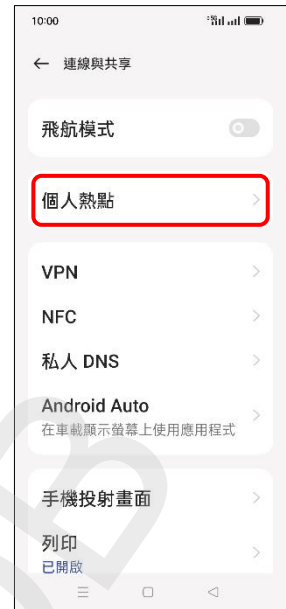 10:00
連線與共享
飛航模式
個人熱點
VPN
NFC
私人 DNS
Android Auto
在車載顯示螢幕上使用應用程式
手機投射畫面
列印
已開啟